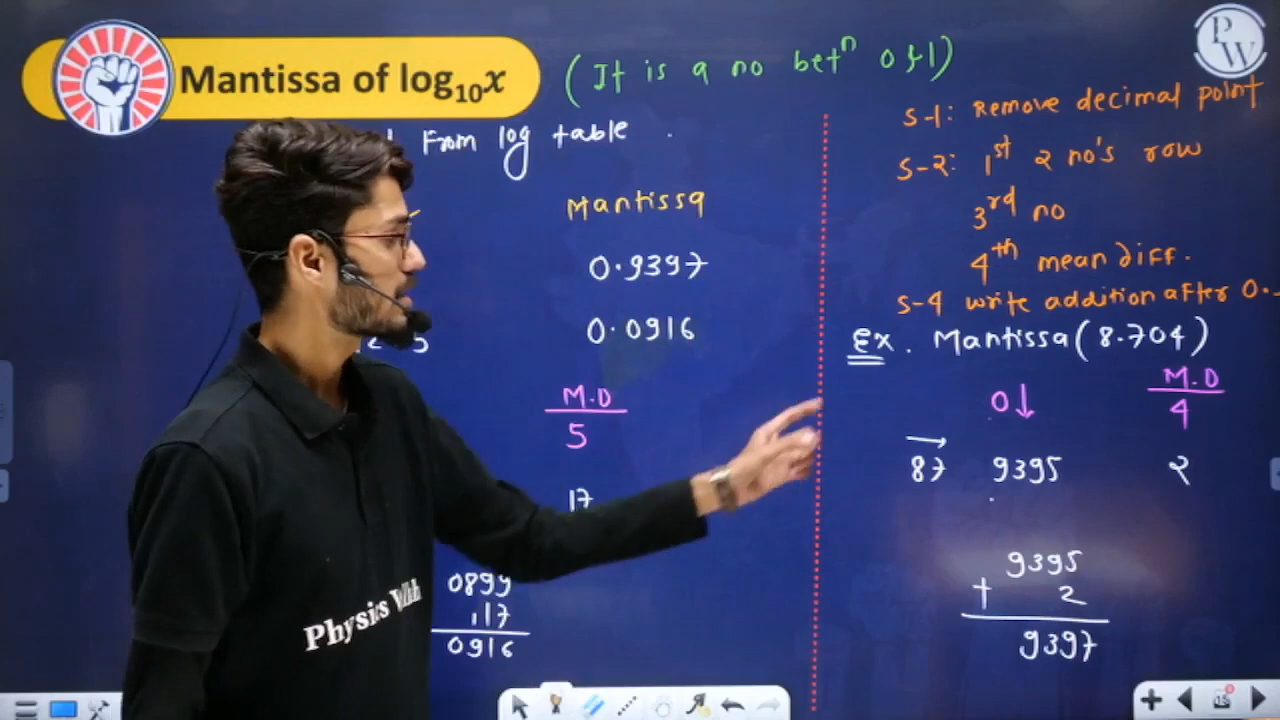 Mantissa of log10x
(It is a no betn 0 & 1)
PW
From log table .
Mantissa
0.9397
0.0916
5
M.D
5
17
0899
17
0916
Physics Wallah
S-1: Remove decimal point
S-2: 1st 2 no's row
3rd no
4th mean diff.
S-4 write addition after 0.
Ex. Mantissa(8.704)
0↓
M.D
4
87 9395 2
9395
+ 2
9397
15